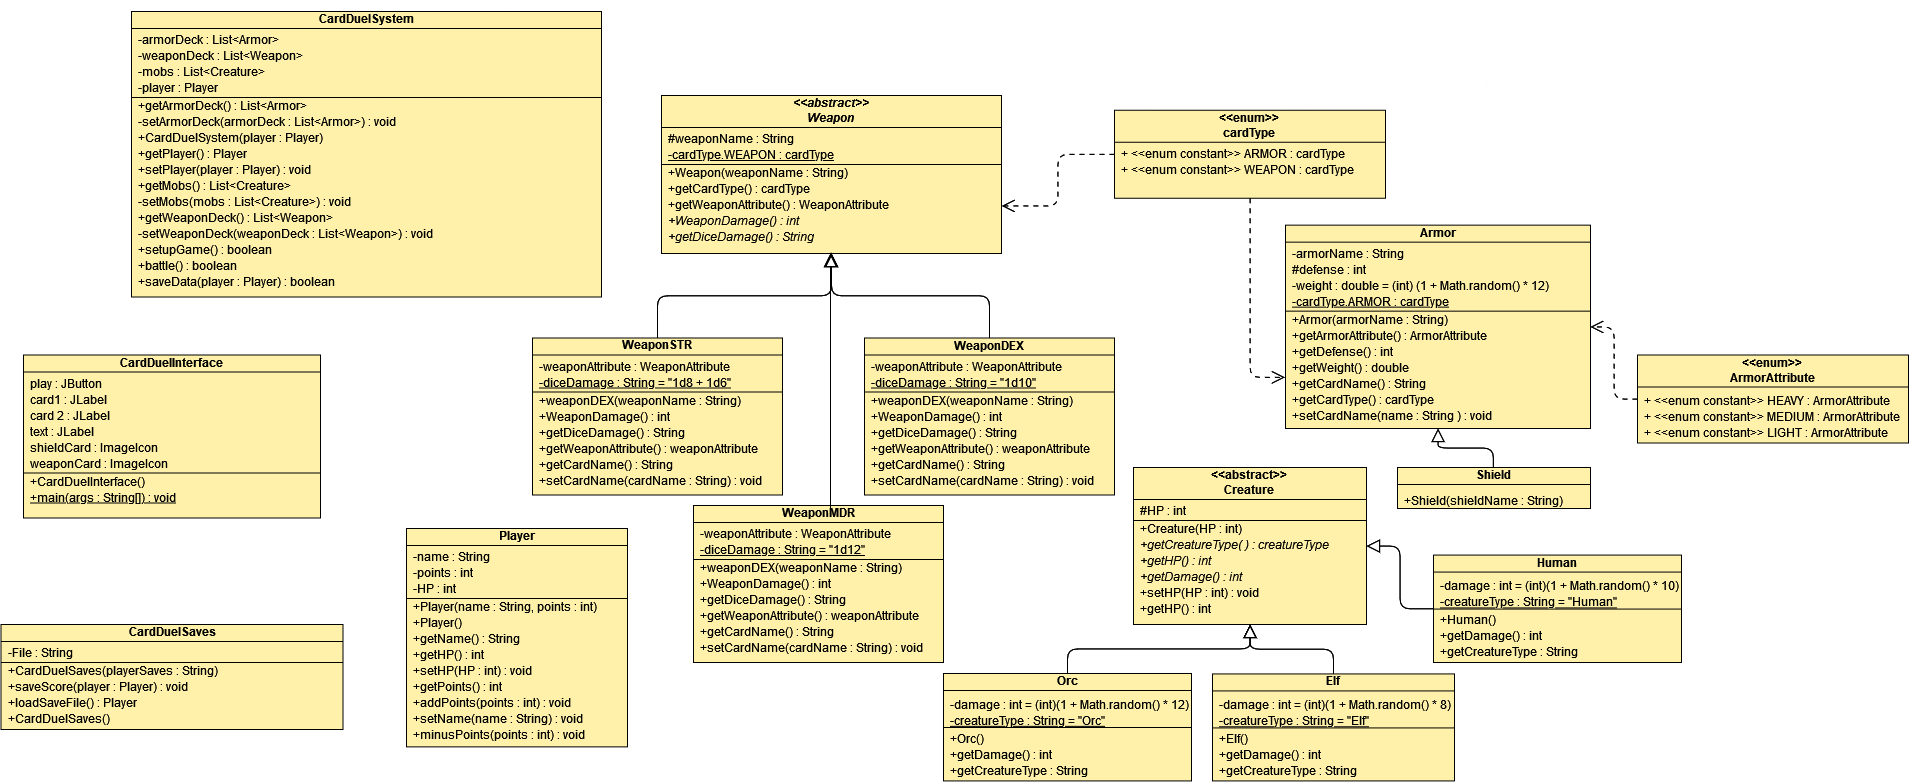 CardDuelSystem
-armorDeck : List<Armor>
-weaponDeck : List<Weapon>
-mobs : List<Creature>
-player : Player
+getArmorDeck() : List<Armor>
-setArmorDeck(armorDeck : List<Armor>) : void
+CardDuelSystem(player : Player)
+getPlayer() : Player
+setPlayer(player : Player) : void
+getMobs() : List<Creature>
-setMobs(mobs : List<Creature>) : void
+getWeaponDeck() : List<Weapon>
-setWeaponDeck(weaponDeck : List<Weapon>) : void
+setupGame() : boolean
+battle() : boolean
+saveData(player : Player) : boolean
<<abstract>>
Weapon
#weaponName : String
-cardType.WEAPON : cardType
+Weapon(weaponName : String)
+getCardType() : cardType
+getWeaponAttribute() : WeaponAttribute
+WeaponDamage() : int
+getDiceDamage() : String
<<enum>>
cardType
+ <<enum constant>> ARMOR : cardType
+ <<enum constant>> WEAPON : cardType
Armor
-armorName : String
#defense : int
-weight : double = (int) (1 + Math.random() * 12)
-cardType.ARMOR : cardType
+Armor(armorName : String)
+getArmorAttribute() : ArmorAttribute
+getDefense() : int
+getWeight() : double
+getCardName() : String
+getCardType() : cardType
+setCardName(name : String ) : void
<<enum>>
ArmorAttribute
+ <<enum constant>> HEAVY : ArmorAttribute
+ <<enum constant>> MEDIUM : ArmorAttribute
+ <<enum constant>> LIGHT : ArmorAttribute
CardDuelInterface
play : JButton
card1 : JLabel
card 2 : JLabel
text : JLabel
shieldCard : ImageIcon
weaponCard : ImageIcon
+CardDuelInterface()
+main(args : String[]) : void
WeaponSTR
-weaponAttribute : WeaponAttribute
-diceDamage : String = "1d8 + 1d6"
+weaponDEX(weaponName : String)
+WeaponDamage() : int
+getDiceDamage() : String
+getWeaponAttribute() : weaponAttribute
+getCardName() : String
+setCardName(cardName : String) : void
WeaponDEX
-weaponAttribute : WeaponAttribute
-diceDamage : String = "1d10"
+weaponDEX(weaponName : String)
+WeaponDamage() : int
+getDiceDamage() : String
+getWeaponAttribute() : weaponAttribute
+getCardName() : String
+setCardName(cardName : String) : void
WeaponMDR
-weaponAttribute : WeaponAttribute
-diceDamage : String = "1d12"
+weaponDEX(weaponName : String)
+WeaponDamage() : int
+getDiceDamage() : String
+getWeaponAttribute() : weaponAttribute
+getCardName() : String
+setCardName(cardName : String) : void
<<abstract>>
Creature
#HP : int
+Creature(HP : int)
+getCreatureType( ) : creatureType
+getHP() : int
+getDamage() : int
+setHP(HP : int) : void
+getHP() : int
Shield
+Shield(shieldName : String)
Human
-damage : int = (int)(1 + Math.random() * 10)
-creatureType : String = "Human"
+Human()
+getDamage() : int
+getCreatureType : String
Player
-name : String
-points : int
-HP : int
+Player(name : String, points : int)
+Player()
+getName() : String
+getHP() : int
+setHP(HP : int) : void
+getPoints() : int
+addPoints(points : int) : void
+setName(name : String) : void
+minusPoints(points : int) : void
CardDuelSaves
-File : String
+CardDuelSaves(playerSaves : String)
+saveScore(player : Player) : void
+loadSaveFile() : Player
+CardDuelSaves()
Orc
-damage : int = (int)(1 + Math.random() * 12)
-creatureType : String = "Orc"
+Orc()
+getDamage() : int
+getCreatureType : String
Elf
-damage : int = (int)(1 + Math.random() * 8)
-creatureType : String = "Elf"
+Elf()
+getDamage() : int
+getCreatureType : String